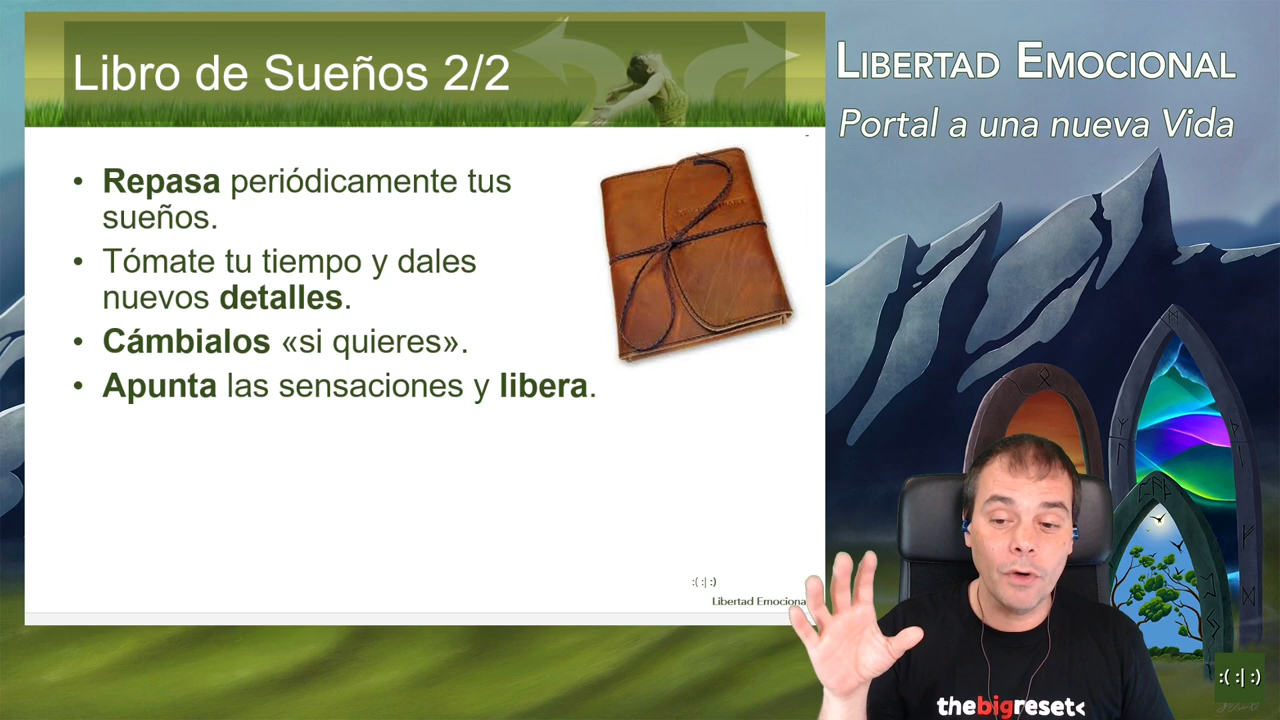 Libro de Sueños 2/2
LIBERTAD EMOCIONAL
Portal a una nueva Vida
• Repasa periódicamente tus
sueños.
• Tómate tu tiempo y dales
nuevos detalles.
• Cámbialos «si quieres».
• Apunta las sensaciones y libera.
:( :| :)
Libertad Emociona
thebigreset<
:( :| :)